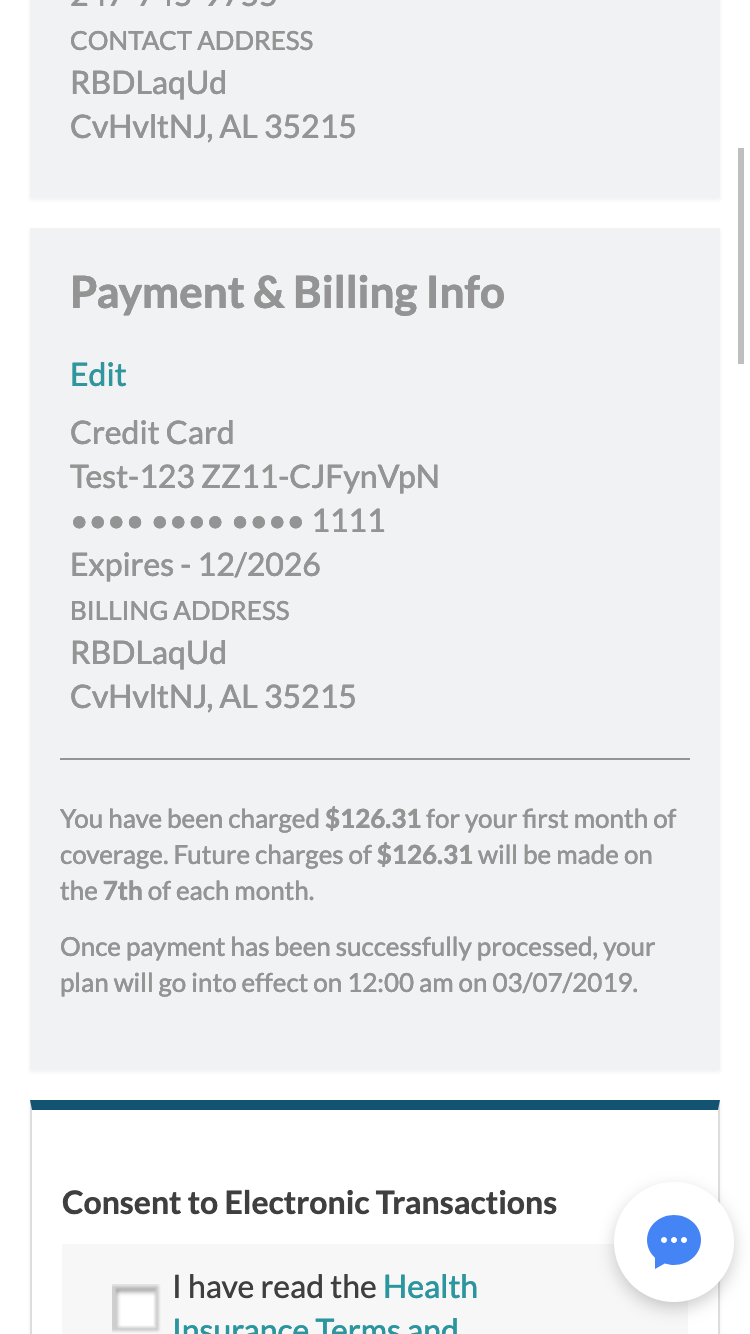 CONTACT ADDRESS
RBDLaqUd
CvHvltNJ, AL 35215
Payment & Billing Info
Edit
Credit Card
Test-123 ZZ11-CJFynVpN
•••• •••• •••• 1111
Expires - 12/2026
BILLING ADDRESS
RBDLaqUd
CvHvltNJ, AL 35215
You have been charged $126.31 for your first month of
coverage. Future charges of $126.31 will be made on
the 7th of each month.
Once payment has been successfully processed, your
plan will go into effect on 12:00 am on 03/07/2019.
Consent to Electronic Transactions
I have read the Health
Insurance Terms and